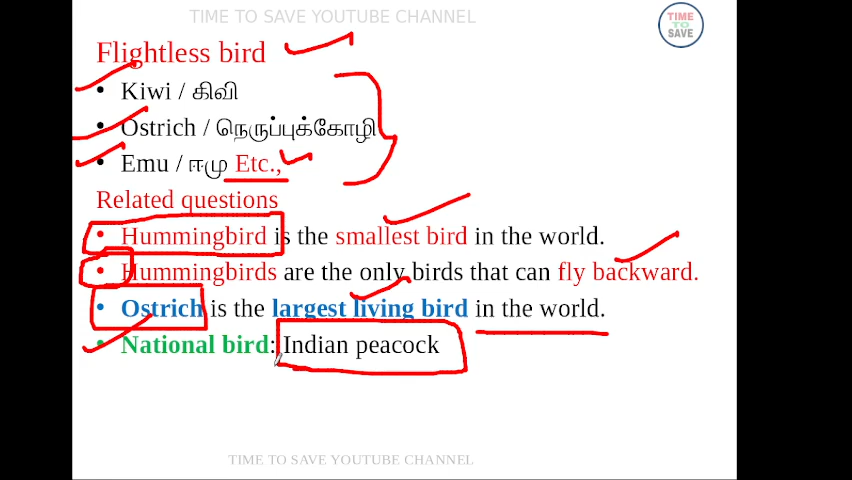 TIME TO SAVE YOUTUBE CHANNEL
TIME
TO
SAVE
Flightless bird
• Kiwi / கிவி
• Ostrich / நெருப்புக்கோழி
• Emu / ஈமு Etc.,
Related questions
• Hummingbird is the smallest bird in the world.
• Hummingbirds are the only birds that can fly backward.
• Ostrich is the largest living bird in the world.
• National bird: Indian peacock
TIME TO SAVE YOUTUBE CHANNEL